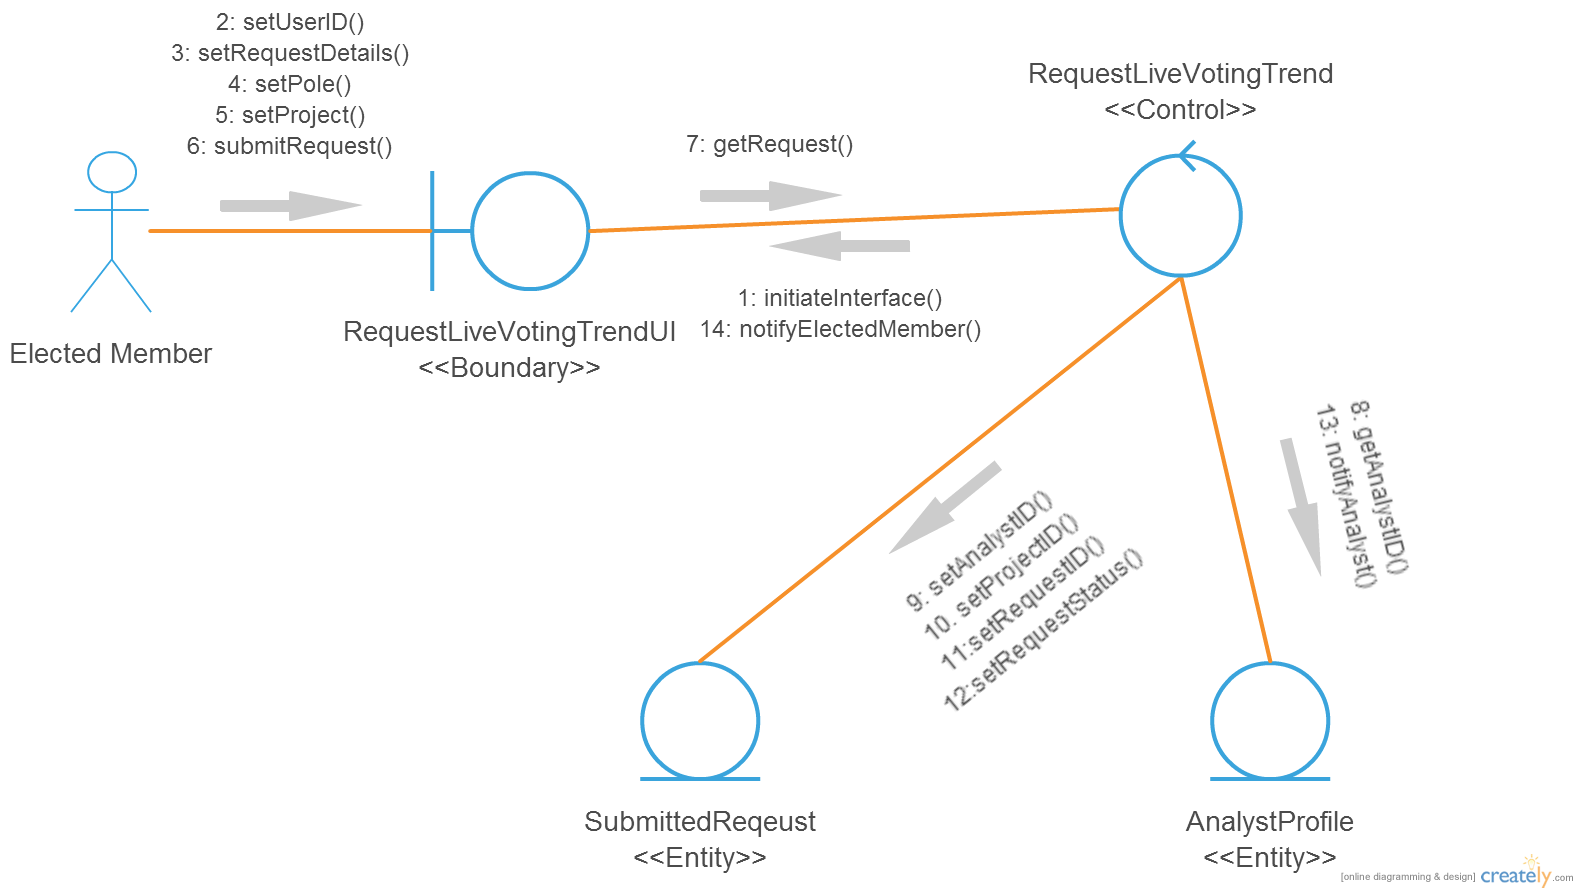 2: setUserID()
3: setRequestDetails()
4: setPole()
5: setProject()
6: submitRequest()
Elected Member
RequestLiveVotingTrendUI
<<Boundary>>
7: getRequest()
1: initiateInterface()
14: notifyElectedMember()
RequestLiveVotingTrend
<<Control>>
9: setAnalystID()
10. setProjectID()
11:setRequestID()
12:setRequestStatus()
8: getAnalystID()
13: notifyAnalyst()
SubmittedReqeust
<<Entity>>
AnalystProfile
<<Entity>>
[online diagramming & design] creately.com